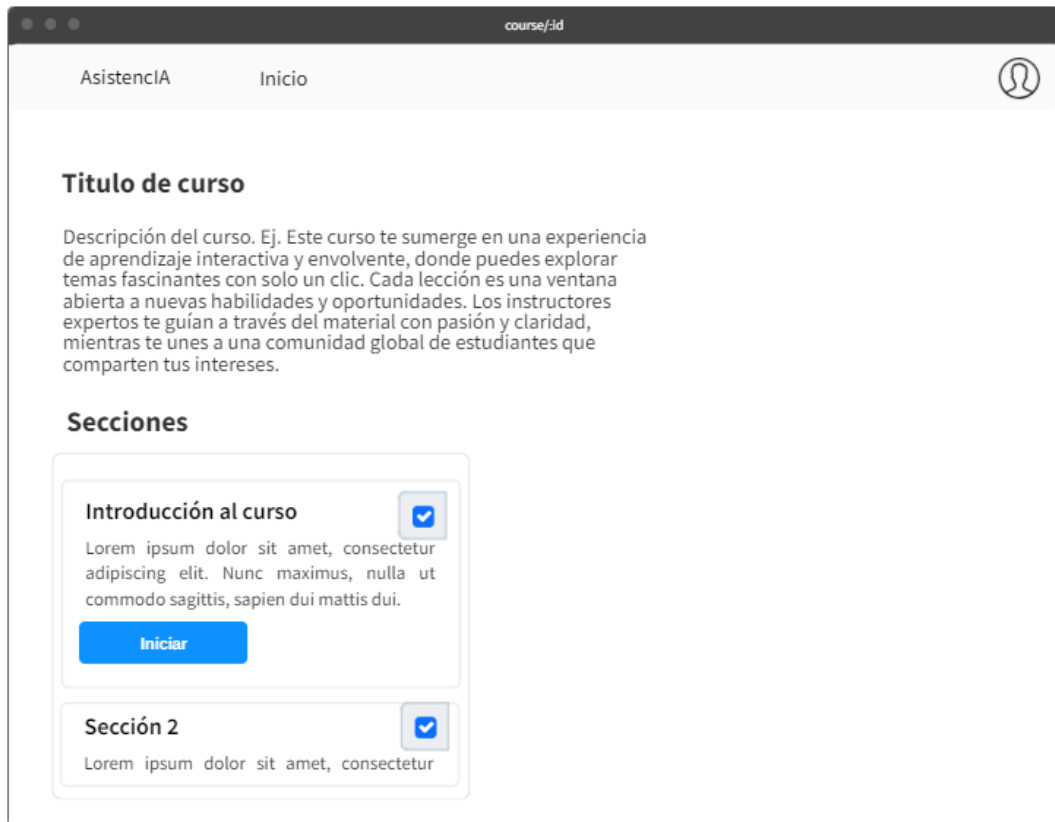 course/:id
AsistencIA Inicio
Titulo de curso
Descripción del curso. Ej. Este curso te sumerge en una experiencia
de aprendizaje interactiva y envolvente, donde puedes explorar
temas fascinantes con solo un clic. Cada lección es una ventana
abierta a nuevas habilidades y oportunidades. Los instructores
expertos te guían a través del material con pasión y claridad,
mientras te unes a una comunidad global de estudiantes que
comparten tus intereses.
Secciones
Introducción al curso
Lorem ipsum dolor sit amet, consectetur
adipiscing elit. Nunc maximus, nulla ut
commodo sagittis, sapien dui mattis dui.
Iniciar
Sección 2
Lorem ipsum dolor sit amet, consectetur